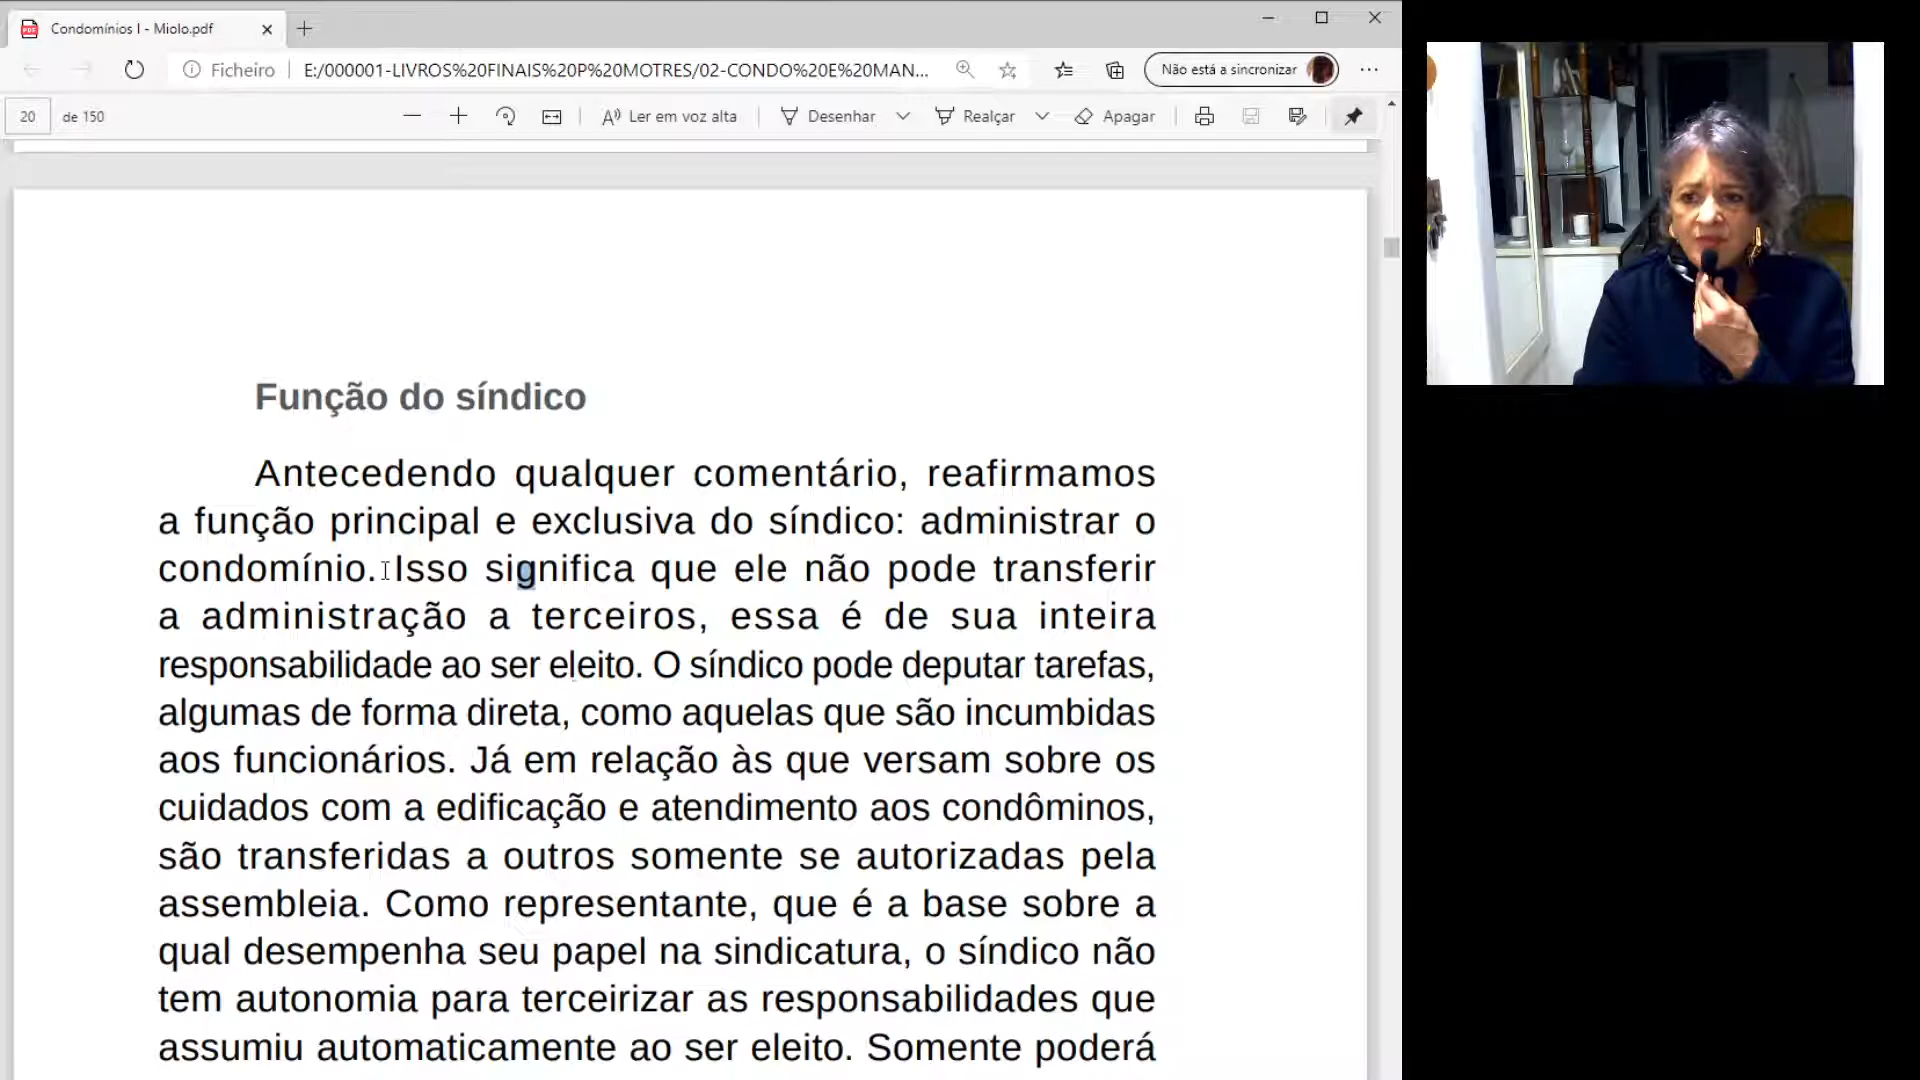 Condomínios I - Miolo.pdf
Ficheiro
E:/000001-LIVROS%20FINAIS%20P%20MOTRES/02-CONDO%20E%20MAN...
Não está a sincronizar
20 de 150
Ler em voz alta
Desenhar
Realçar
Apagar
Função do síndico
Antecedendo qualquer comentário, reafirmamos
a função principal e exclusiva do síndico: administrar o
condomínio. Isso significa que ele não pode transferir
a administração a terceiros, essa é de sua inteira
responsabilidade ao ser eleito. O síndico pode deputar tarefas,
algumas de forma direta, como aquelas que são incumbidas
aos funcionários. Já em relação às que versam sobre os
cuidados com a edificação e atendimento aos condôminos,
são transferidas a outros somente se autorizadas pela
assembleia. Como representante, que é a base sobre a
qual desempenha seu papel na sindicatura, o síndico não
tem autonomia para terceirizar as responsabilidades que
assumiu automaticamente ao ser eleito. Somente poderá